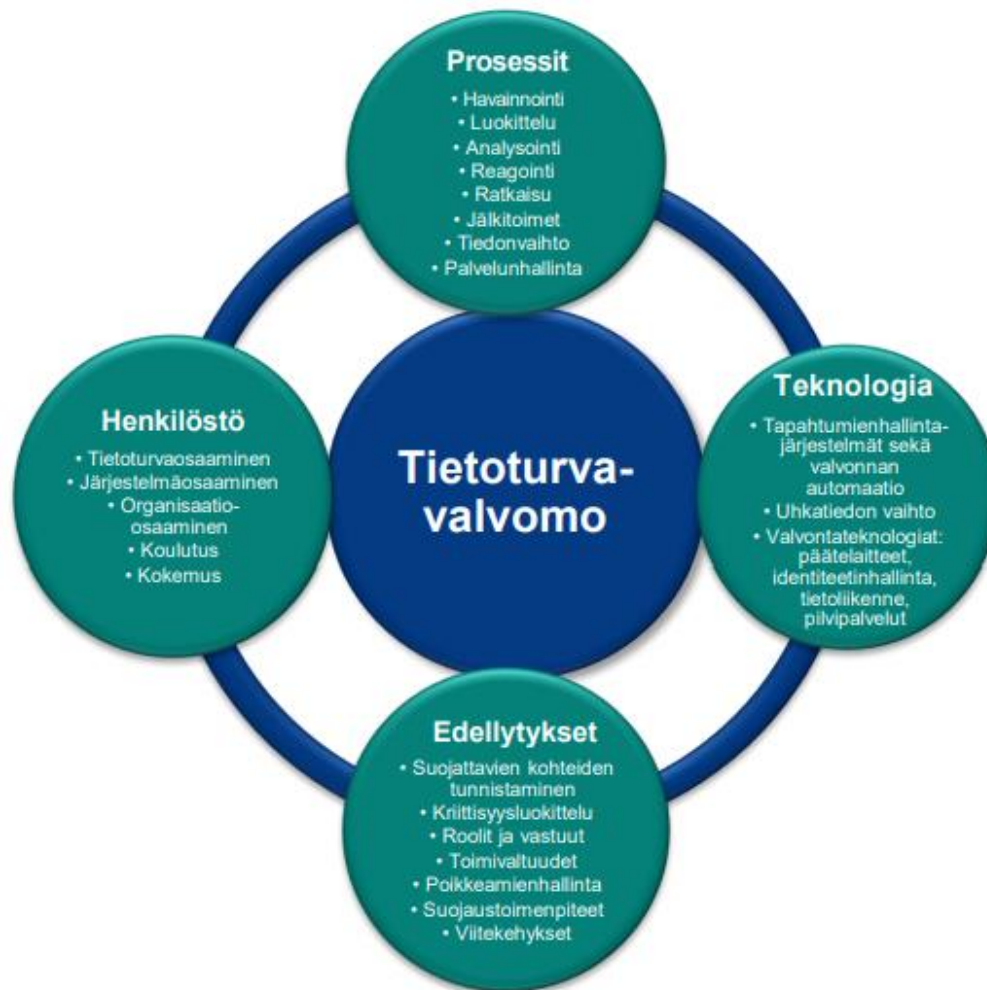 Prosessit
• Havainnointi
• Luokittelu
• Analysointi
• Reagointi
• Ratkaisu
• Jälkitoimet
• Tiedonvaihto
• Palvelunhallinta
Henkilöstö
• Tietoturvaosaaminen
• Järjestelmäosaaminen
• Organisaatio-
osaaminen
• Koulutus
• Kokemus
Tietoturva-
valvomo
Teknologia
• Tapahtumienhallinta-
järjestelmät sekä
valvonnan
automaatio
• Uhkatiedon vaihto
• Valvontateknologiat:
päätelaitteet,
identiteetinhallinta,
tietoliikenne,
pilvipalvelut
Edellytykset
• Suojattavien kohteiden
tunnistaminen
• Kriittisyysluokittelu
• Roolit ja vastuut
• Toimivaltuudet
• Poikkeamienhallinta
• Suojaustoimenpiteet
• Viitekehykset